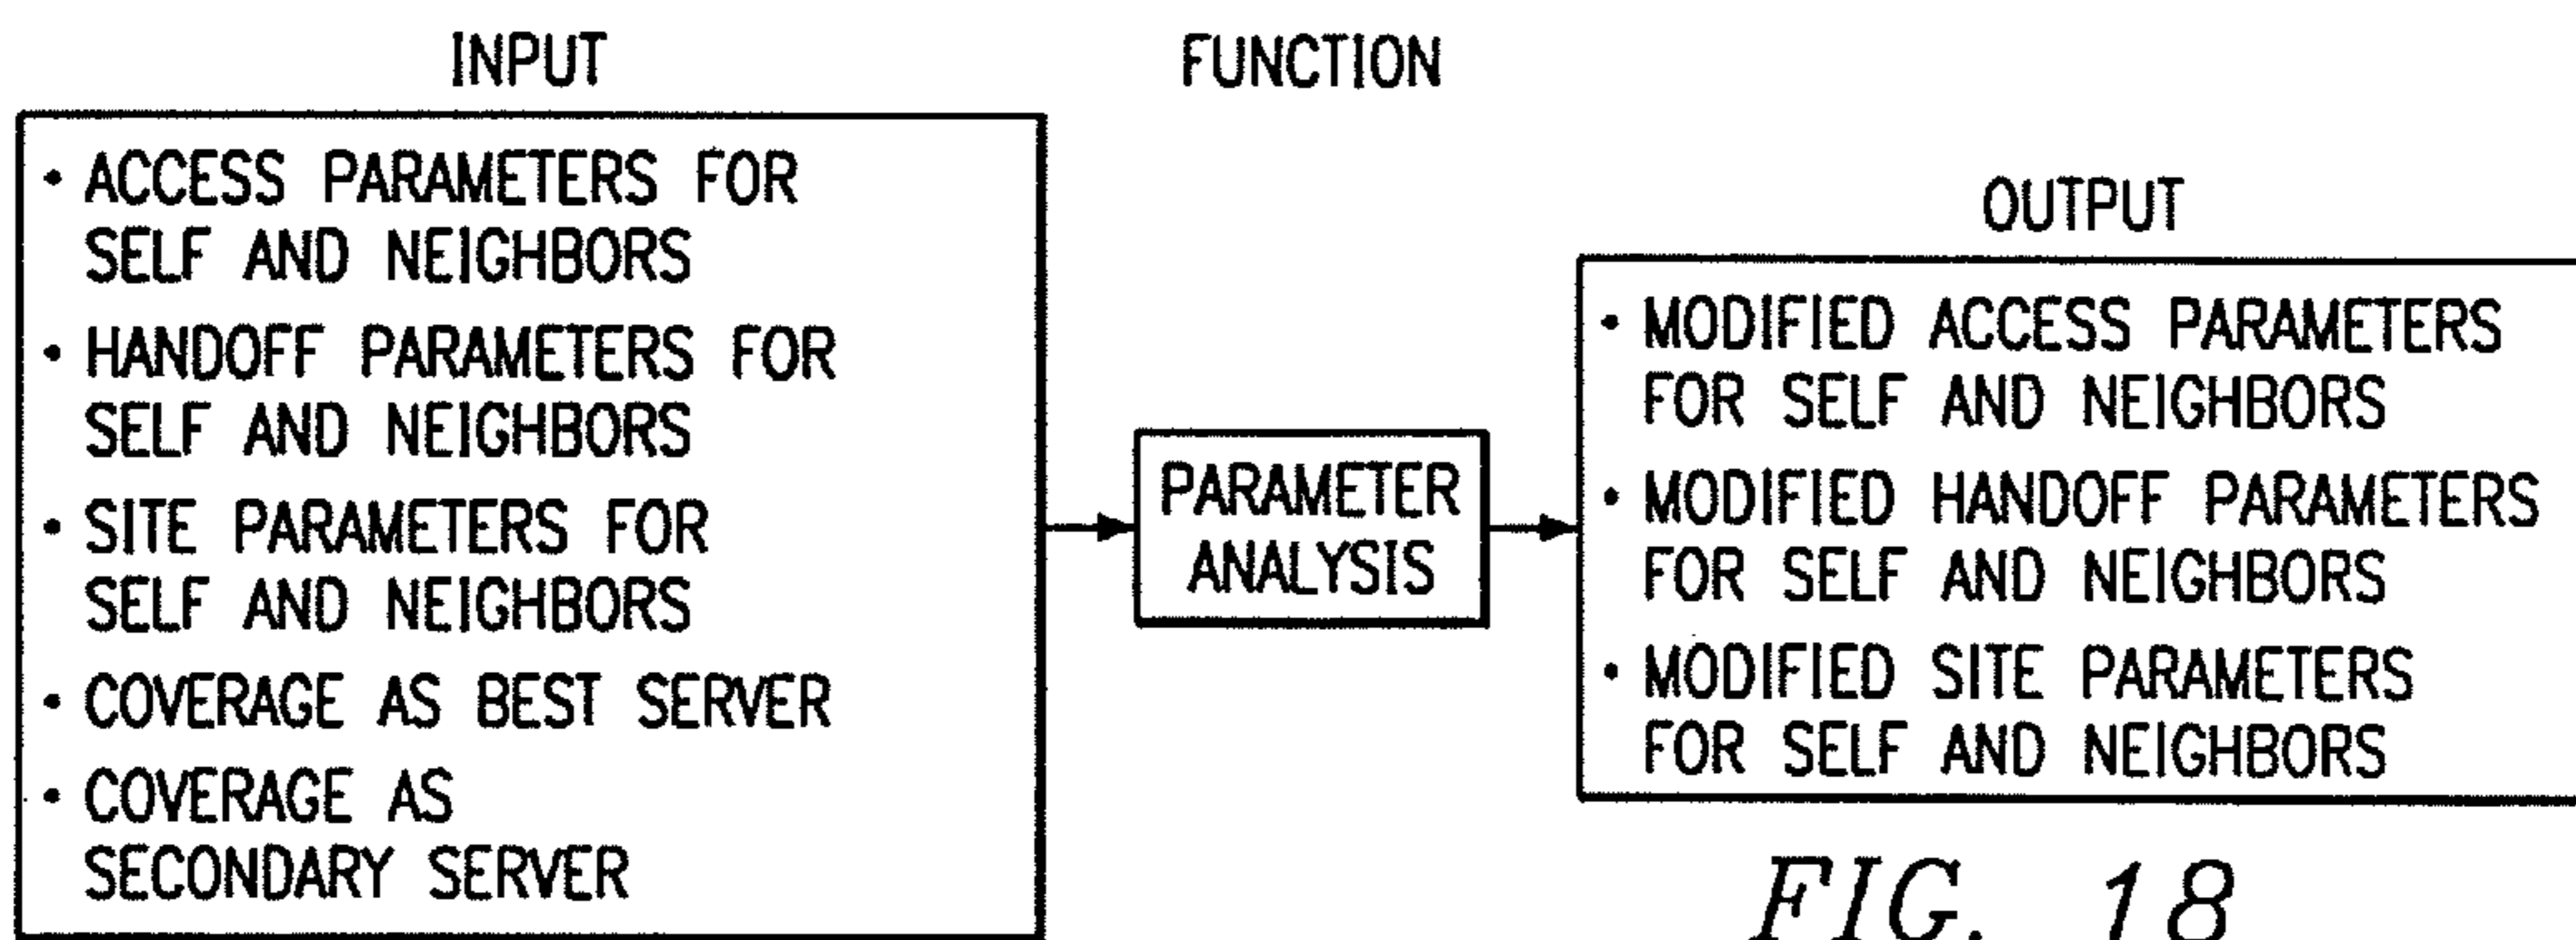 INPUT
• ACCESS PARAMETERS FOR
SELF AND NEIGHBORS
• HANDOFF PARAMETERS FOR
SELF AND NEIGHBORS
• SITE PARAMETERS FOR
SELF AND NEIGHBORS
• COVERAGE AS BEST SERVER
• COVERAGE AS
SECONDARY SERVER
FUNCTION
PARAMETER
ANALYSIS
OUTPUT
• MODIFIED ACCESS PARAMETERS
FOR SELF AND NEIGHBORS
• MODIFIED HANDOFF PARAMETERS
FOR SELF AND NEIGHBORS
• MODIFIED SITE PARAMETERS
FOR SELF AND NEIGHBORS
FIG. 18